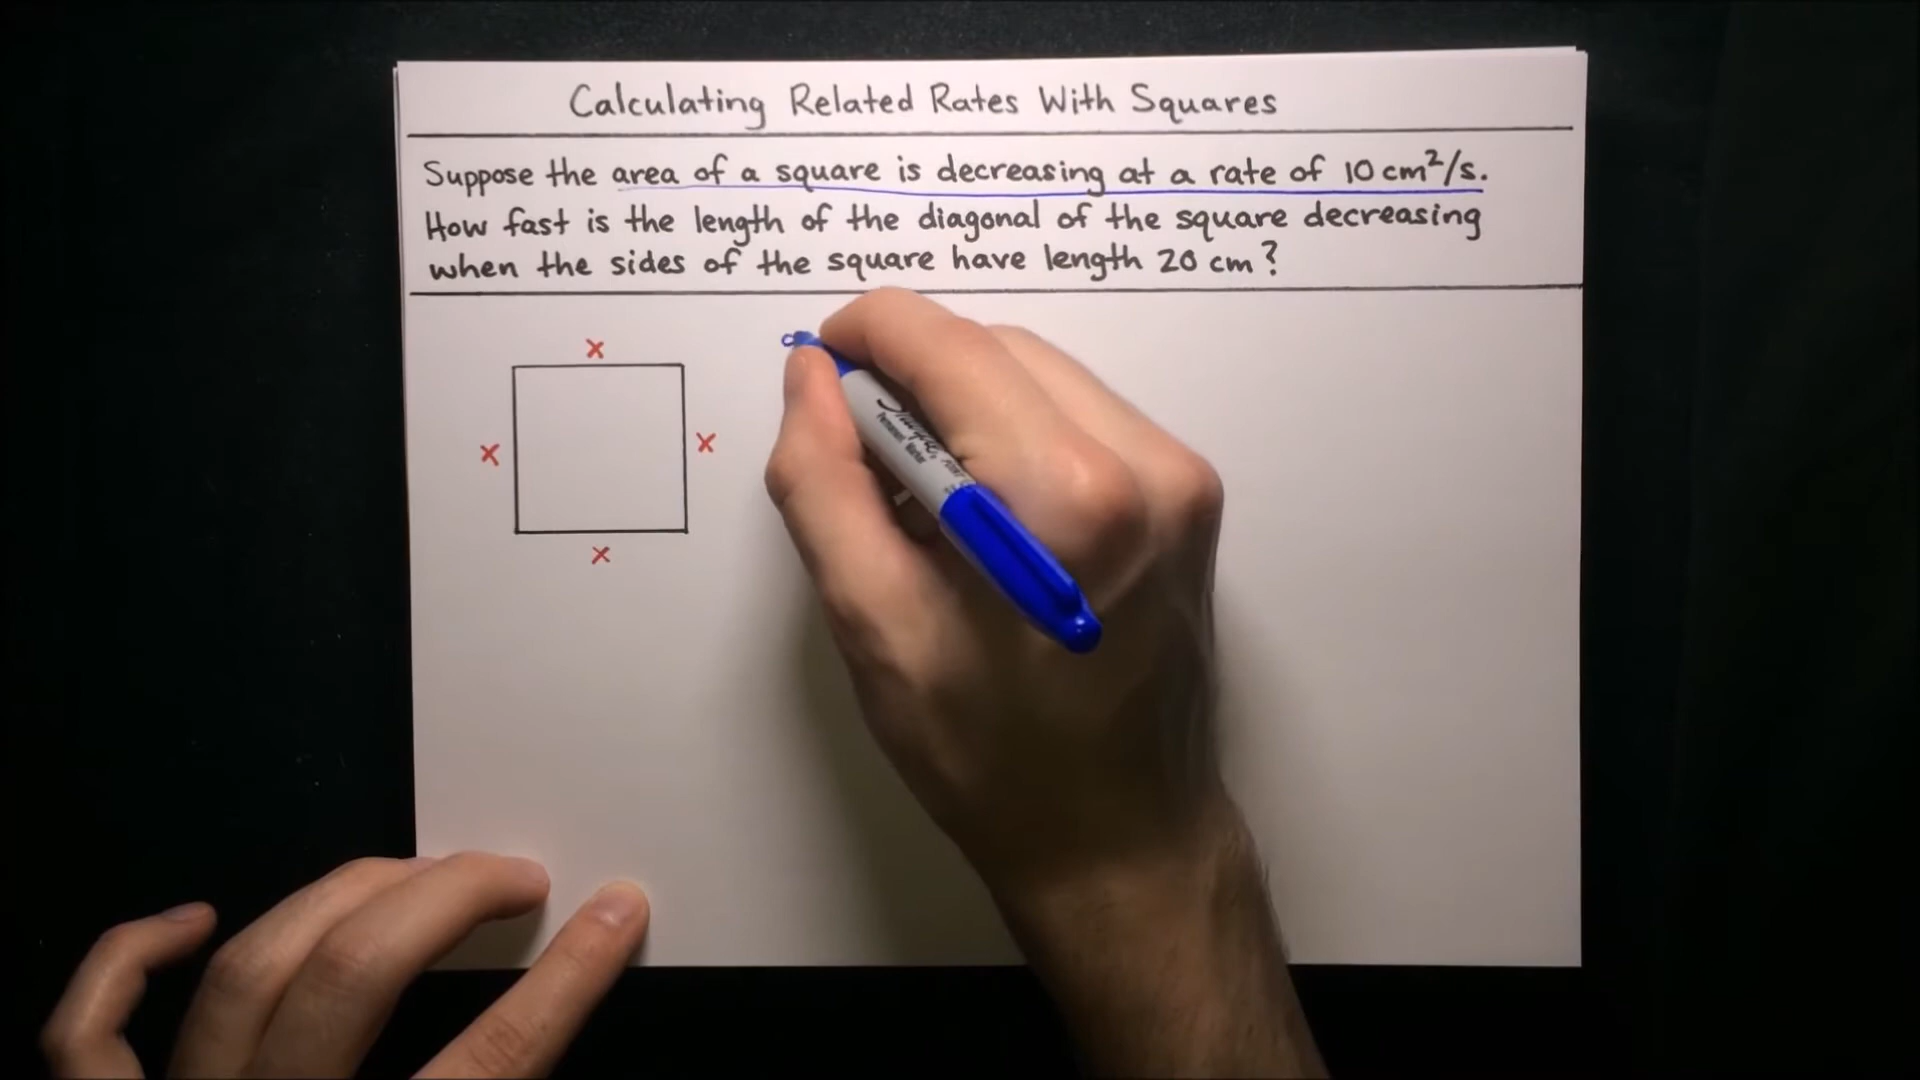 Calculating Related Rates With Squares
Suppose the area of a square is decreasing at a rate of 10 cm²/s.
How fast is the length of the diagonal of the square decreasing
when the sides of the square have length 20 cm?
x
x
x
x
Permanent Marker